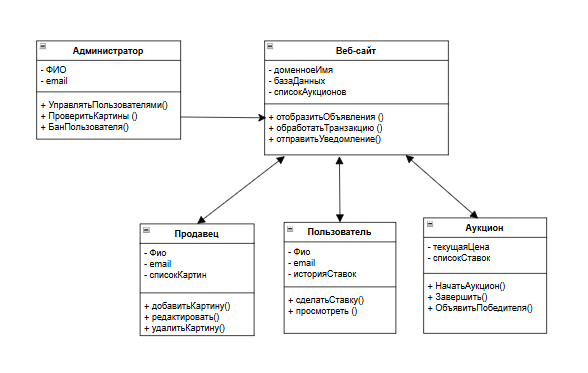 Администратор
- ФИО
- email
+ УправлятьПользователями()
+ ПроверитьКартины ()
+ БанПользователя()
Веб-сайт
- доменноеИмя
- базаДанных
- списокАукционов
+ отобразитьОбъявления ()
+ обработатьТранзакцию ()
+ отправитьУведомление()
Продавец
- Фио
- email
- списокКартин
+ добавитьКартину()
+ редактировать()
+ удалитьКартину()
Пользователь
- Фио
- email
- историяСтавок
+ сделатьСтавку()
+ просмотреть ()
Аукцион
- текущаяЦена
- списокСтавок
+ НачатьАукцион()
+ Завершить()
+ ОбъявитьПобедителя()